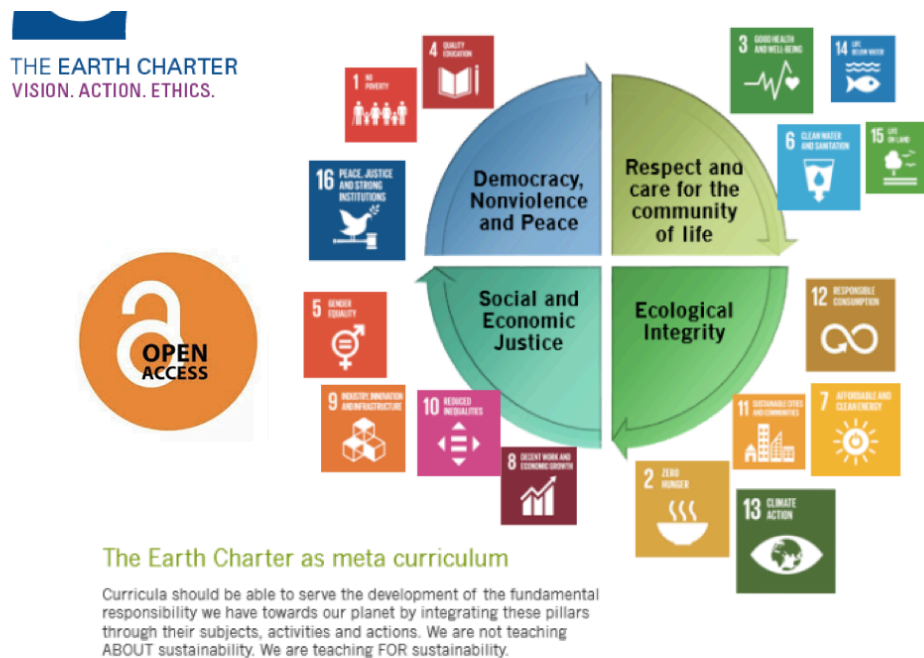 THE EARTH CHARTER
VISION. ACTION. ETHICS.
4 QUALITY
EDUCATION
1 NO
POVERTY
16 PEACE, JUSTICE
AND STRONG
INSTITUTIONS
Democracy,
Nonviolence
and Peace
Respect and
care for the
community
of life
3 GOOD HEALTH
AND WELL-BEING
14 LIFE
BELOW WATER
6 CLEAN WATER
AND SANITATION
15 LIFE
ON LAND
OPEN
ACCESS
5 GENDER
EQUALITY
9 INDUSTRY, INNOVATION
AND INFRASTRUCTURE
10 REDUCED
INEQUALITIES
8 DECENT WORK AND
ECONOMIC GROWTH
Social and
Economic
Justice
Ecological
Integrity
12 RESPONSIBLE
CONSUMPTION
11 SUSTAINABLE CITIES
AND COMMUNITIES
7 AFFORDABLE AND
CLEAN ENERGY
2 ZERO
HUNGER
13 CLIMATE
ACTION
The Earth Charter as meta curriculum
Curricula should be able to serve the development of the fundamental
responsibility we have towards our planet by integrating these pillars
through their subjects, activities and actions. We are not teaching
ABOUT sustainability. We are teaching FOR sustainability.